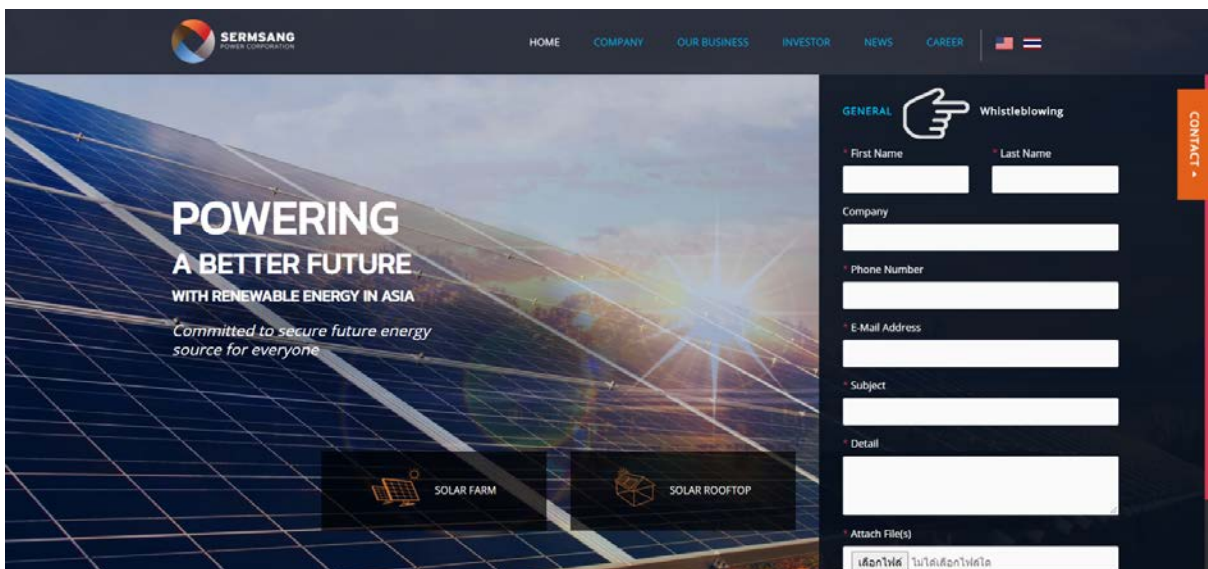 SERMSANG
POWER CORPORATION
HOME COMPANY OUR BUSINESS INVESTOR NEWS CAREER
GENERAL Whistleblowing
CONTACT
* First Name * Last Name
Company
* Phone Number
* E-Mail Address
* Subject
* Detail
* Attach File(s)
เลือกไฟล์ ไม่ได้เลือกไฟล์ใด
POWERING
A BETTER FUTURE
WITH RENEWABLE ENERGY IN ASIA
Committed to secure future energy
source for everyone
SOLAR FARM SOLAR ROOFTOP